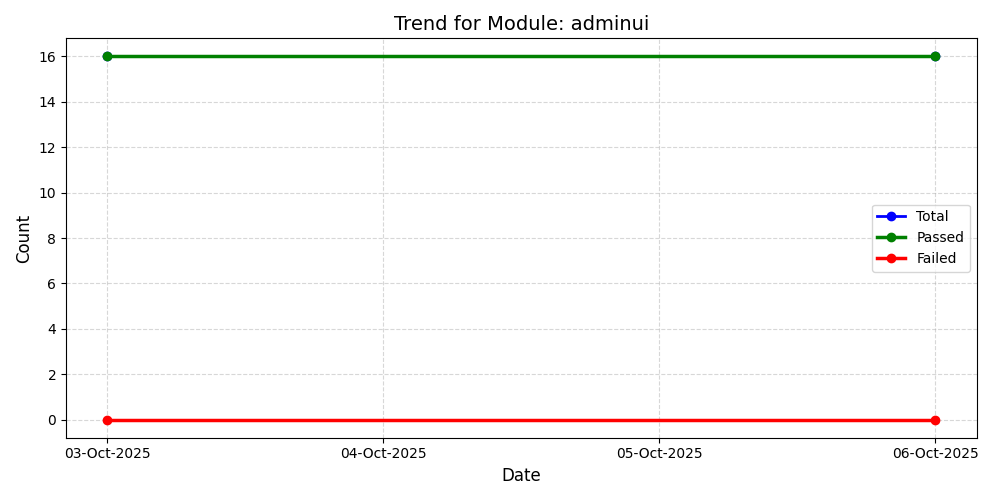 Trend for Module: adminui
Count
16
14
12
10
8
6
4
2
0
Total
Passed
Failed
03-Oct-2025 04-Oct-2025 05-Oct-2025 06-Oct-2025
Date